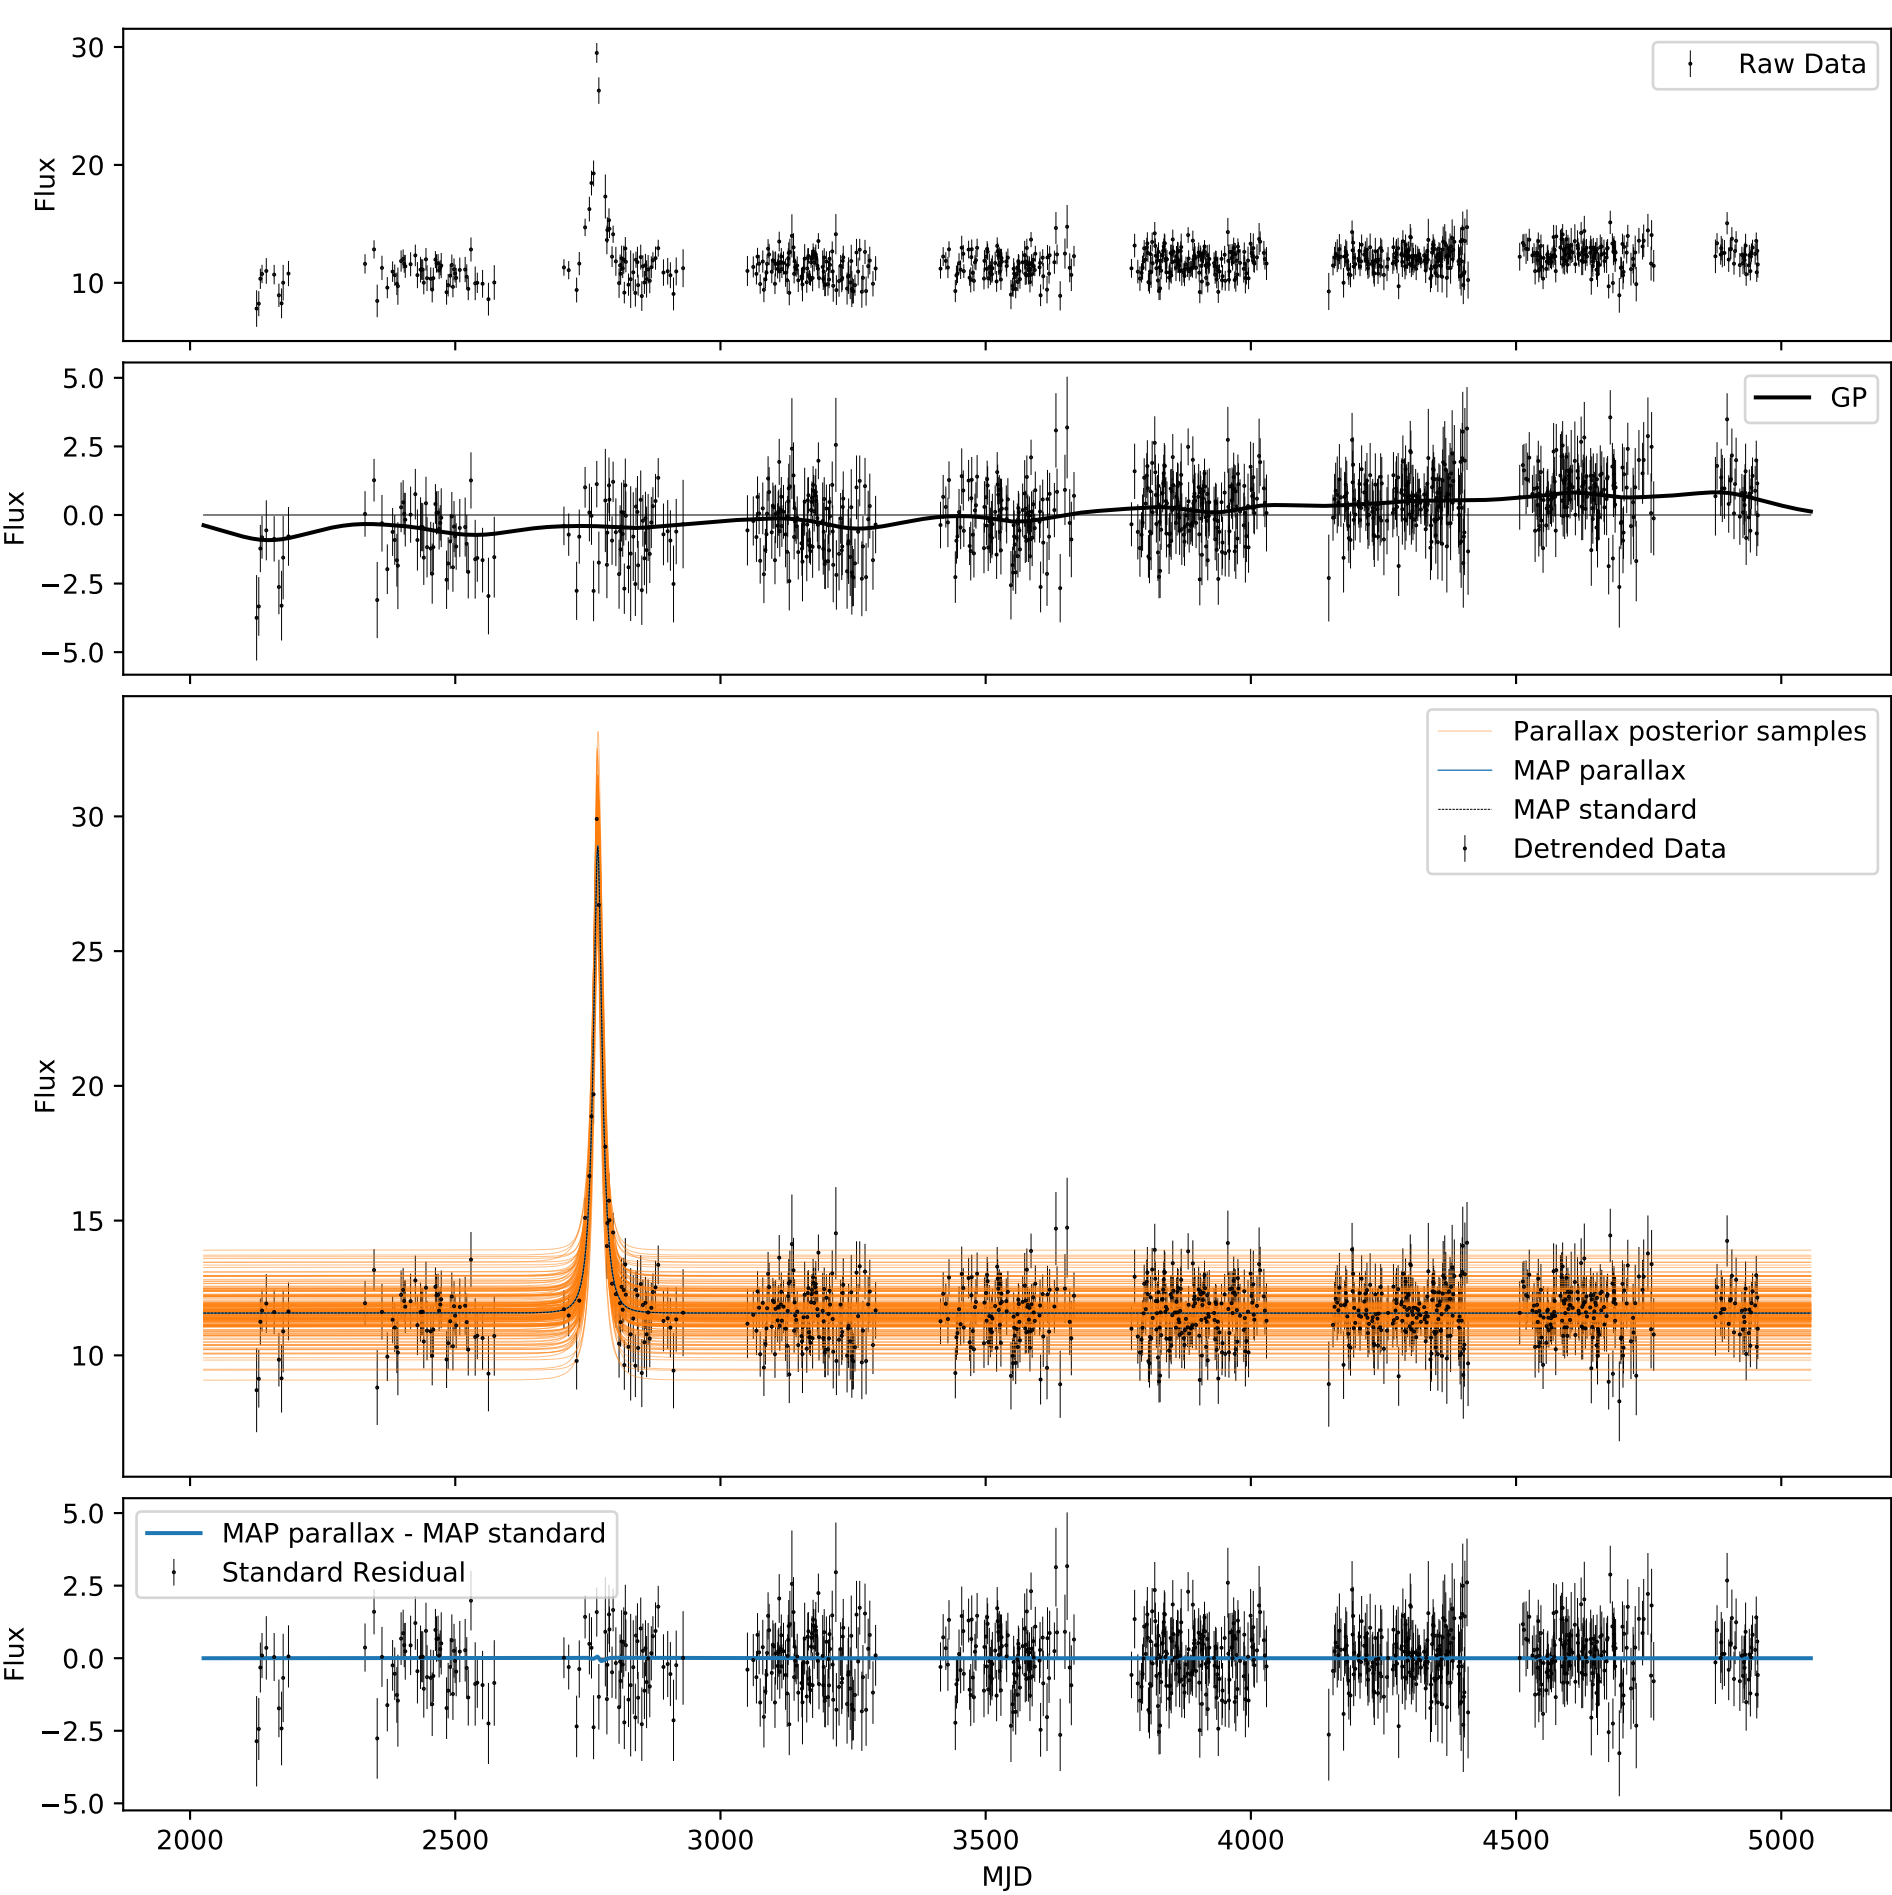 30
20
10
Flux
Raw Data
5.0
2.5
0.0
−2.5
−5.0
Flux
GP
30
25
20
15
10
Flux
Parallax posterior samples
MAP parallax
MAP standard
Detrended Data
5.0
2.5
0.0
−2.5
−5.0
Flux
MAP parallax - MAP standard
Standard Residual
2000 2500 3000 3500 4000 4500 5000
MJD